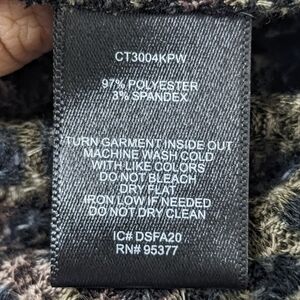 CT3004KPW
97% POLYESTER
3% SPANDEX
TURN GARMENT INSIDE OUT
MACHINE WASH COLD
WITH LIKE COLORS
DO NOT BLEACH
DRY FLAT
IRON LOW IF NEEDED
DO NOT DRY CLEAN
IC# DSFA20
RN# 95377